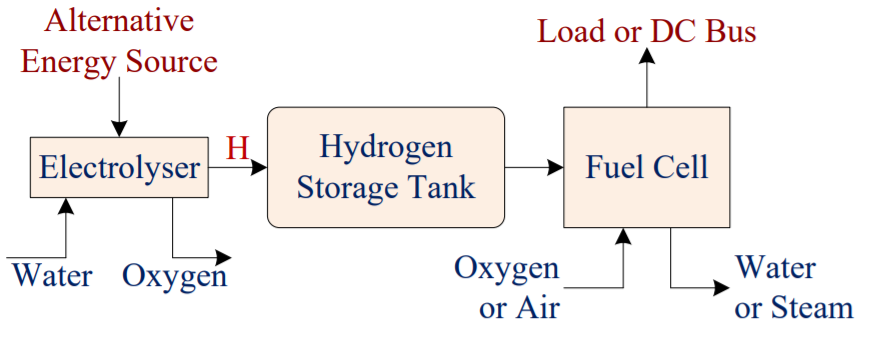 Alternative
Energy Source
Load or DC Bus
Electrolyser
H
Hydrogen
Storage Tank
Fuel Cell
Water
Oxygen
Oxygen
or Air
Water
or Steam